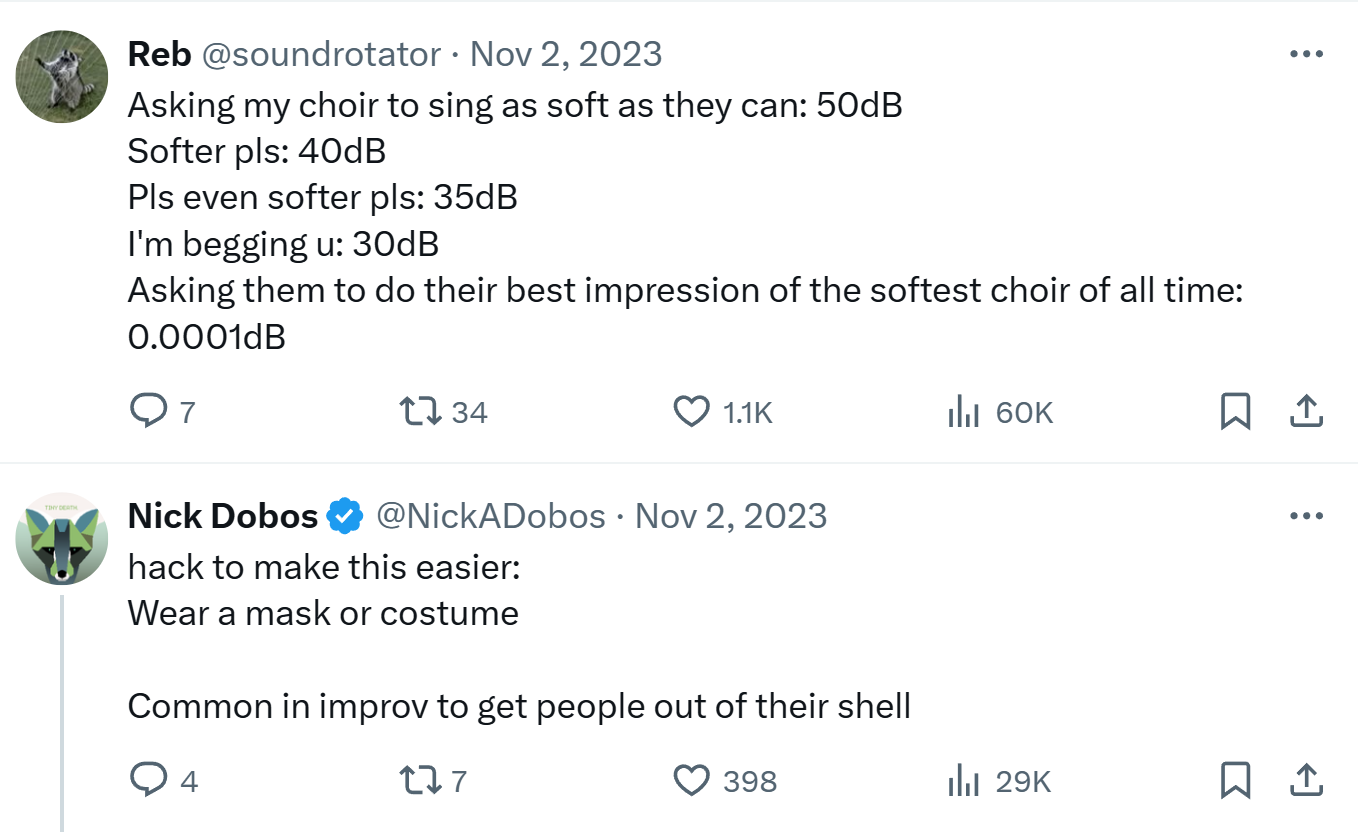 Reb @soundrotator · Nov 2, 2023
Asking my choir to sing as soft as they can: 50dB
Softer pls: 40dB
Pls even softer pls: 35dB
I'm begging u: 30dB
Asking them to do their best impression of the softest choir of all time:
0.0001dB
7 34 1.1K 60K
TINY DEATH
Nick Dobos @NickADobos · Nov 2, 2023
hack to make this easier:
Wear a mask or costume
Common in improv to get people out of their shell
4 7 398 29K